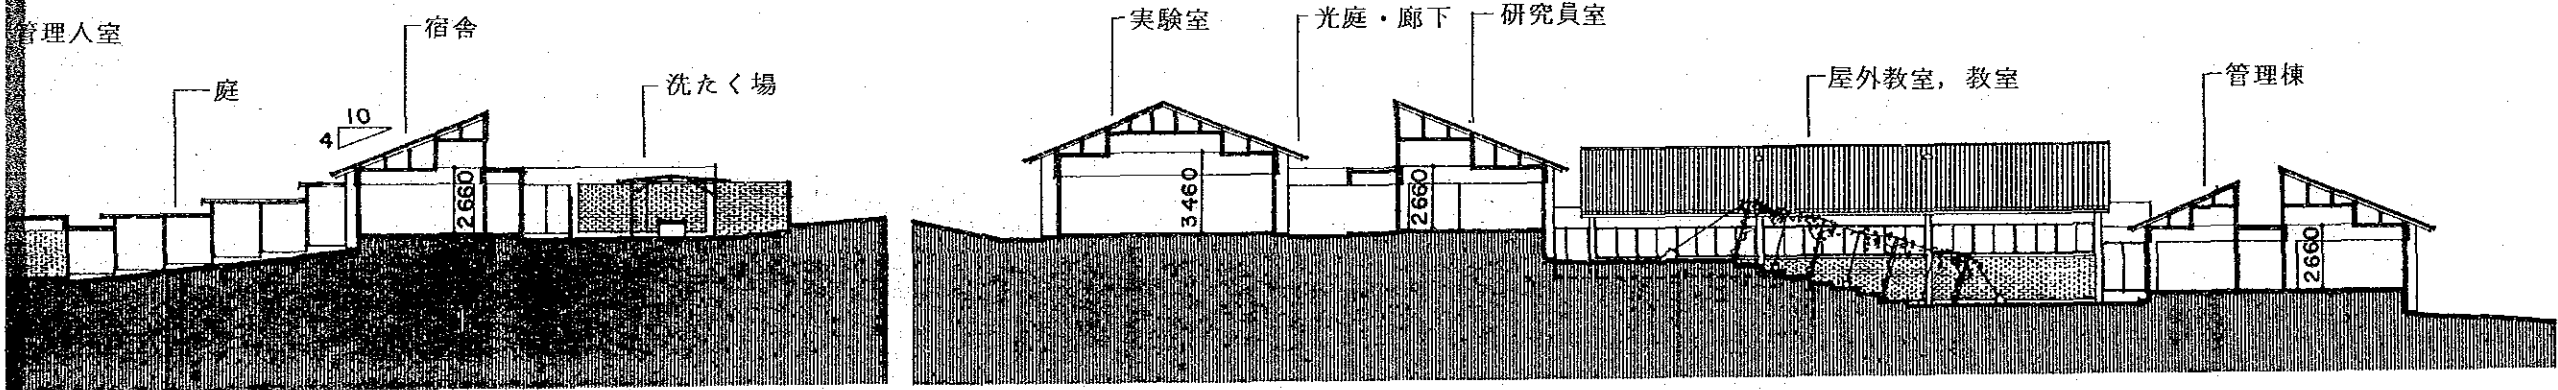 管理人室
宿舎
庭
洗たく場
10
4
2660
実験室
光庭・廊下
研究員室
屋外教室，教室
管理棟
3460
2660
2660